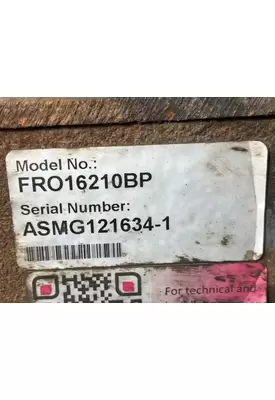 Model No.:
FRO16210BP
Serial Number:
ASMG121634-1
For technical and